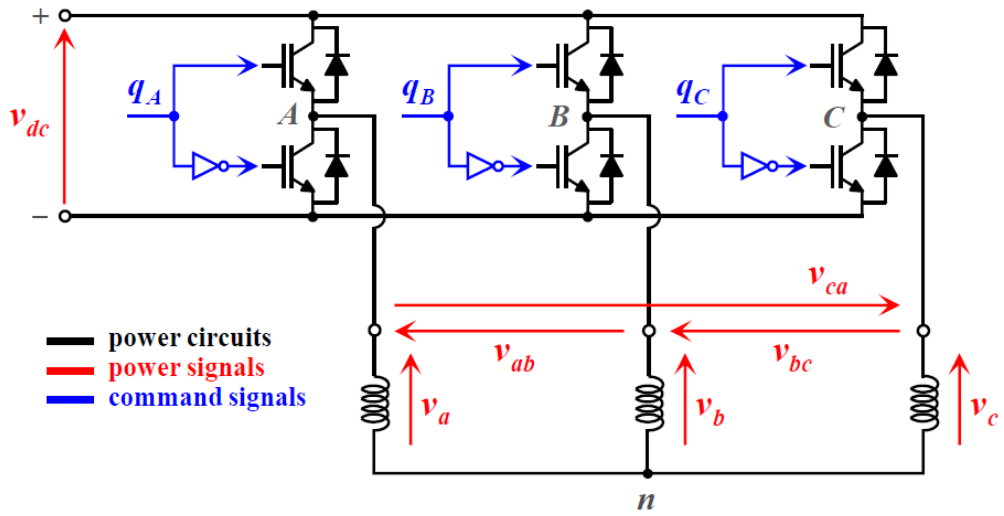 +
q_A
q_B
q_C
v_dc
A
B
C
−
v_ca
power circuits
v_ab
v_bc
power signals
command signals
v_a
v_b
v_c
n